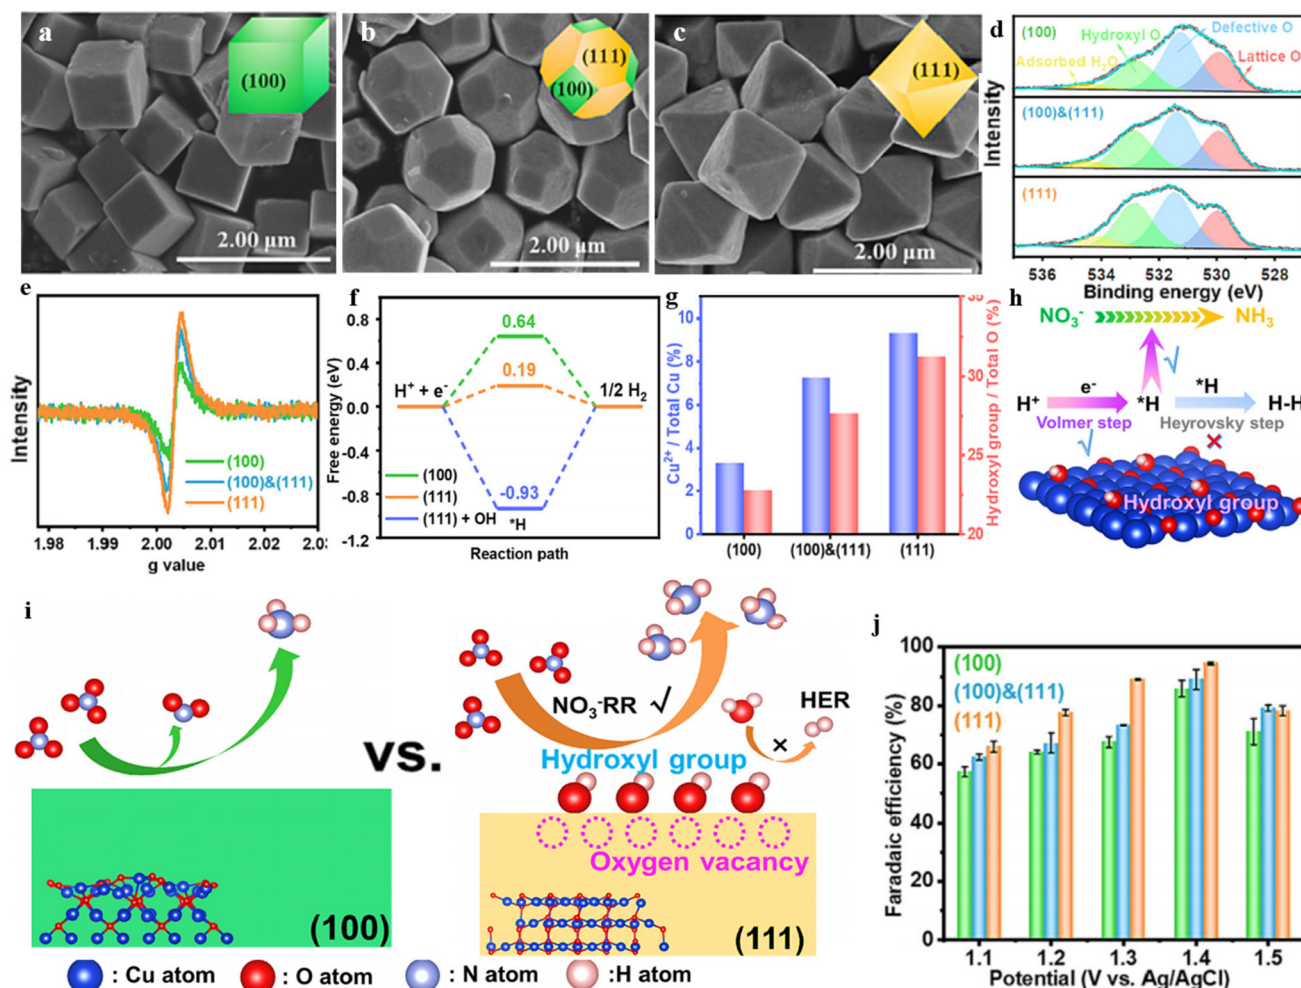 a
(100)
2.00 μm
b
(111)
(100)
2.00 μm
c
(111)
2.00 μm
d
(100)
Hydroxyl O
Defective O
Adsorbed H₂O
Lattice O
(100)&(111)
(111)
Intensity
536 534 532 530 528
Binding energy (eV)
e
Intensity
(100)
(100)&(111)
(111)
1.98 1.99 2.00 2.01 2.02
g value
f
Free energy (eV)
0.8
0.4
0.0
-0.4
-0.8
-1.2
0.64
0.19
H⁺ + e⁻
1/2 H₂
-0.93
(100)
(111)
(111) + OH
*H
Reaction path
g
Cu²⁺ / Total Cu (%)
10
8
6
4
2
0
Hydroxyl group / Total O (%)
35
30
25
20
(100) (100)&(111) (111)
h
NO₃⁻ NH₃
√
H⁺ e⁻ *H *H H-H
Volmer step Heyrovsky step
√ ×
Hydroxyl group
i
(100)
vs.
NO₃⁻RR √
HER
×
Hydroxyl group
Oxygen vacancy
(111)
: Cu atom : O atom : N atom :H atom
j
Faradaic efficiency (%)
100
80
60
40
20
0
(100)
(100)&(111)
(111)
1.1 1.2 1.3 1.4 1.5
Potential (V vs. Ag/AgCl)